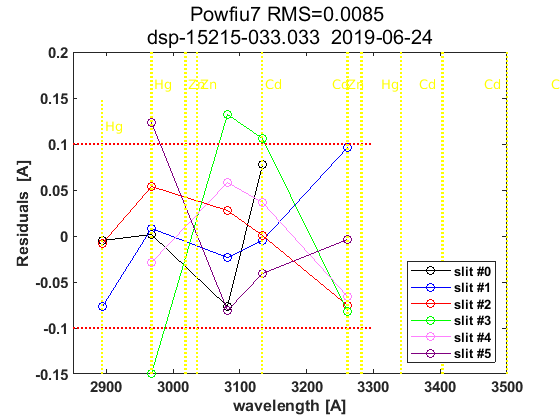 Powfiu7 RMS=0.0085
dsp-15215-033.033 2019-06-24
Residuals [A]
0.2
0.15
0.1
0.05
0
-0.05
-0.1
-0.15
Hg
Hg
Zn
Cd
Cd
Cd
Cd
slit #0
slit #1
slit #2
slit #3
slit #4
slit #5
2900
3000
3100
3200
3300
3400
3500
wavelength [A]